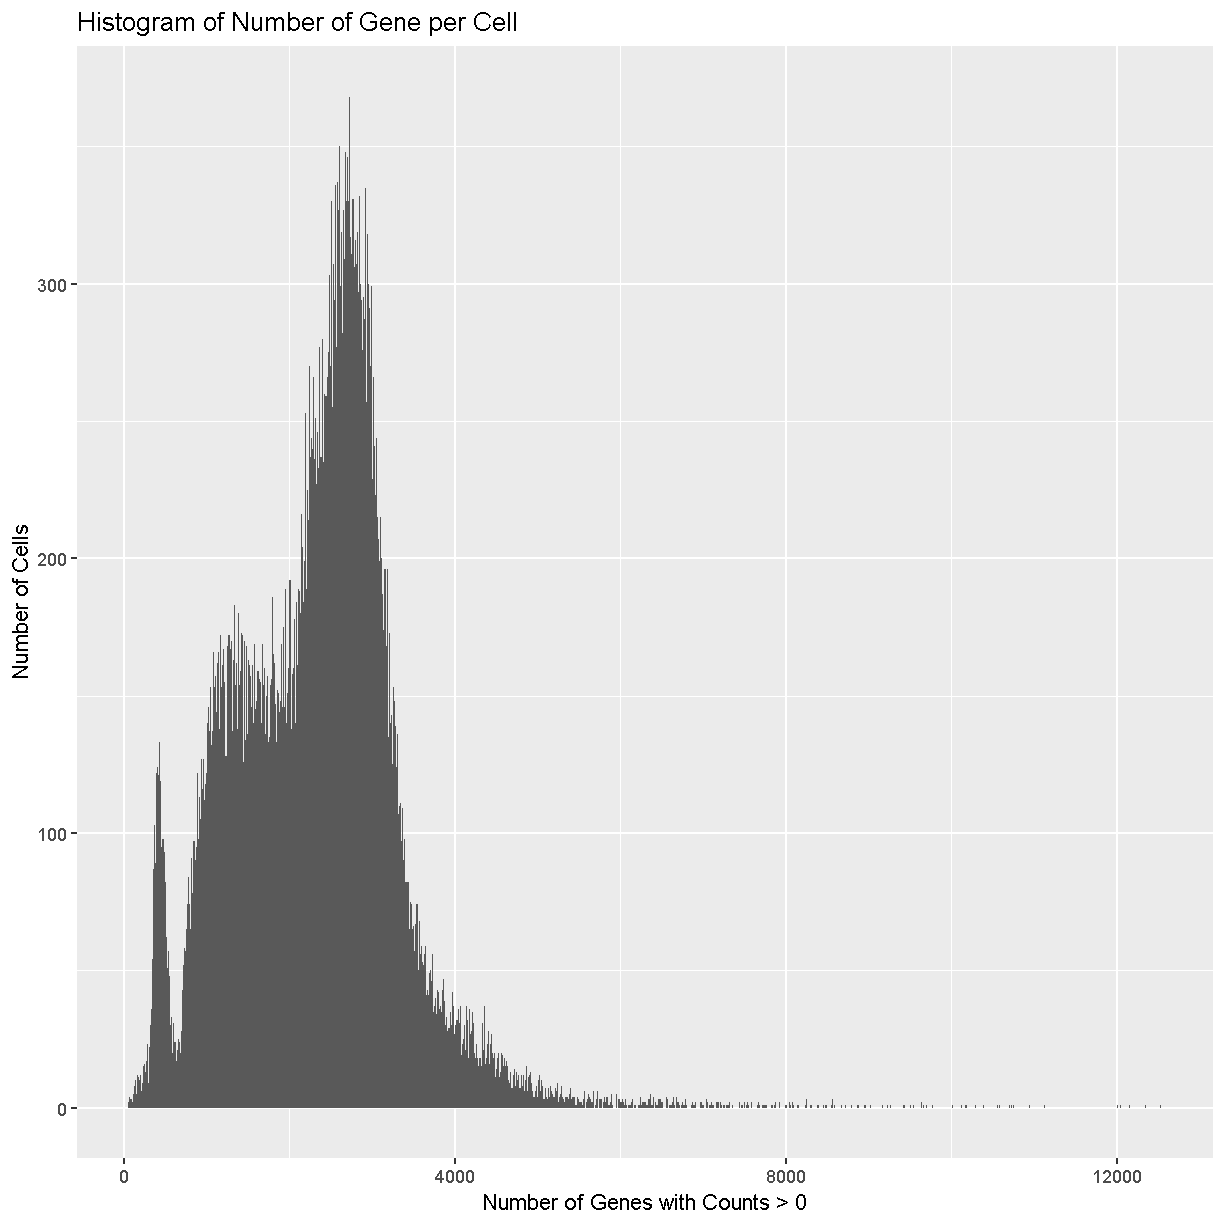 Histogram of Number of Gene per Cell
Number of Cells
300
200
100
0
0 4000 8000 12000
Number of Genes with Counts > 0